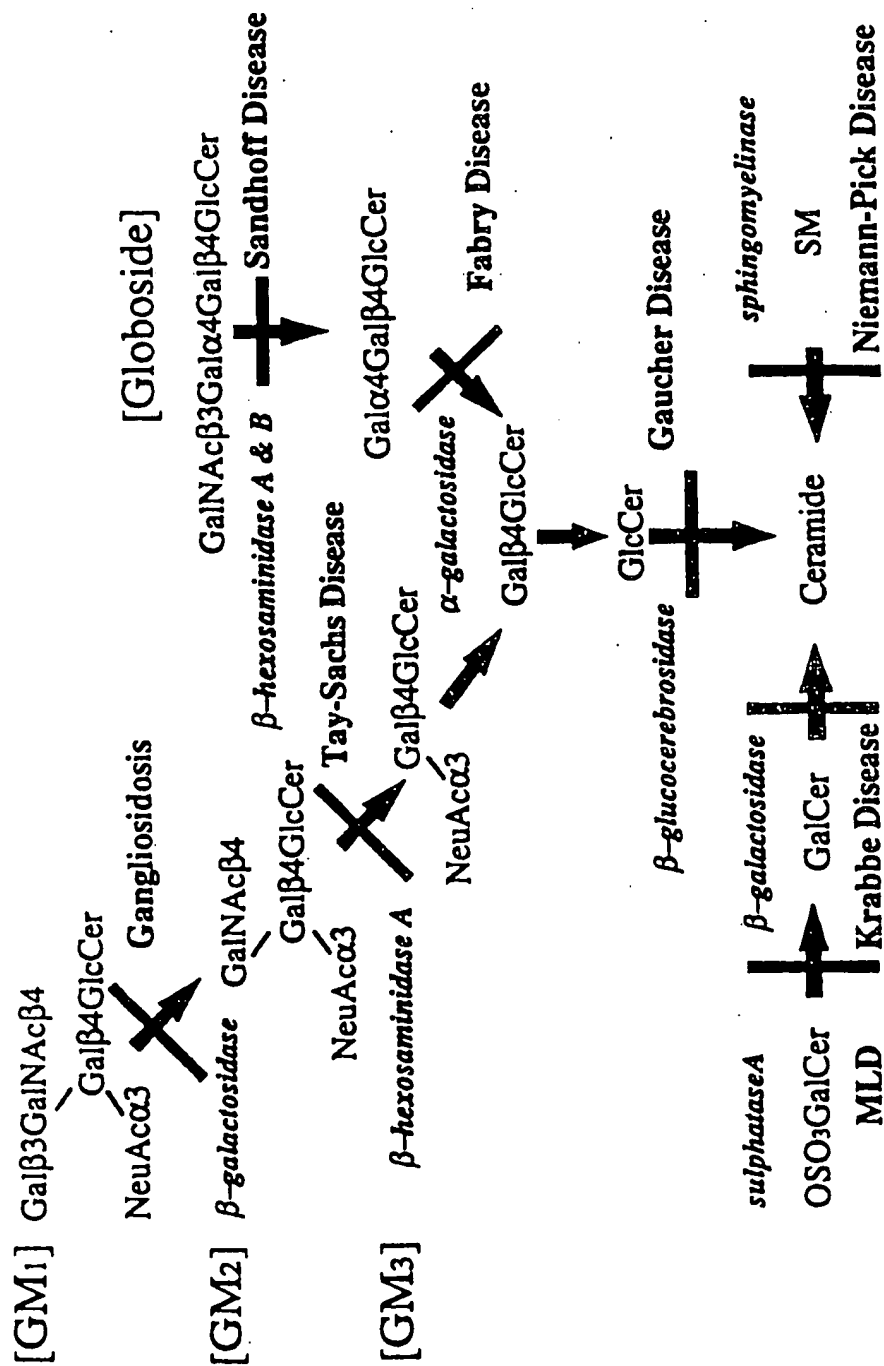 [GM1]
Galβ3GalNAcβ4
Galβ4GlcCer
NeuAcα3
Gangliosidosis
[GM2]
β-galactosidase
GalNAcβ4
Galβ4GlcCer
NeuAcα3
Tay-Sachs Disease
[GM3]
β-hexosaminidase A
Galβ4GlcCer
NeuAcα3
[Globoside]
GalNAcβ3Galα4Galβ4GlcCer
β-hexosaminidase A & B
Sandhoff Disease
Galα4Galβ4GlcCer
α-galactosidase
Fabry Disease
Galβ4GlcCer
GlcCer
β-glucocerebrosidase
Gaucher Disease
sulphataseA
β-galactosidase
sphingomyelinase
OSO3GalCer
GalCer
Ceramide
SM
MLD
Krabbe Disease
Niemann-Pick Disease